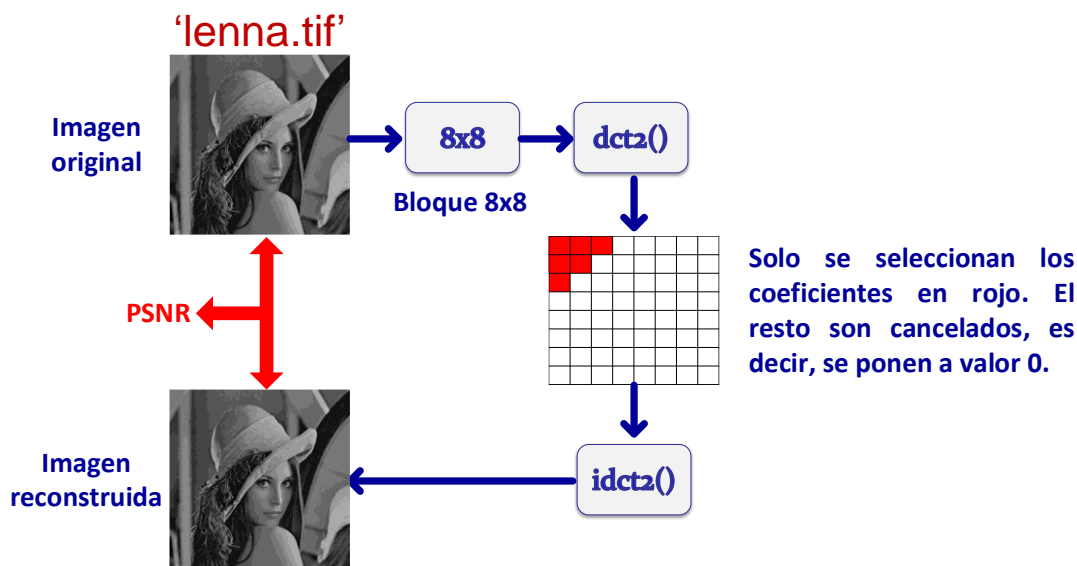 ‘lenna.tif’
Imagen
original
8x8
dct2()
Bloque 8x8
Solo se seleccionan los
coeficientes en rojo. El
resto son cancelados, es
decir, se ponen a valor 0.
PSNR
Imagen
reconstruida
idct2()